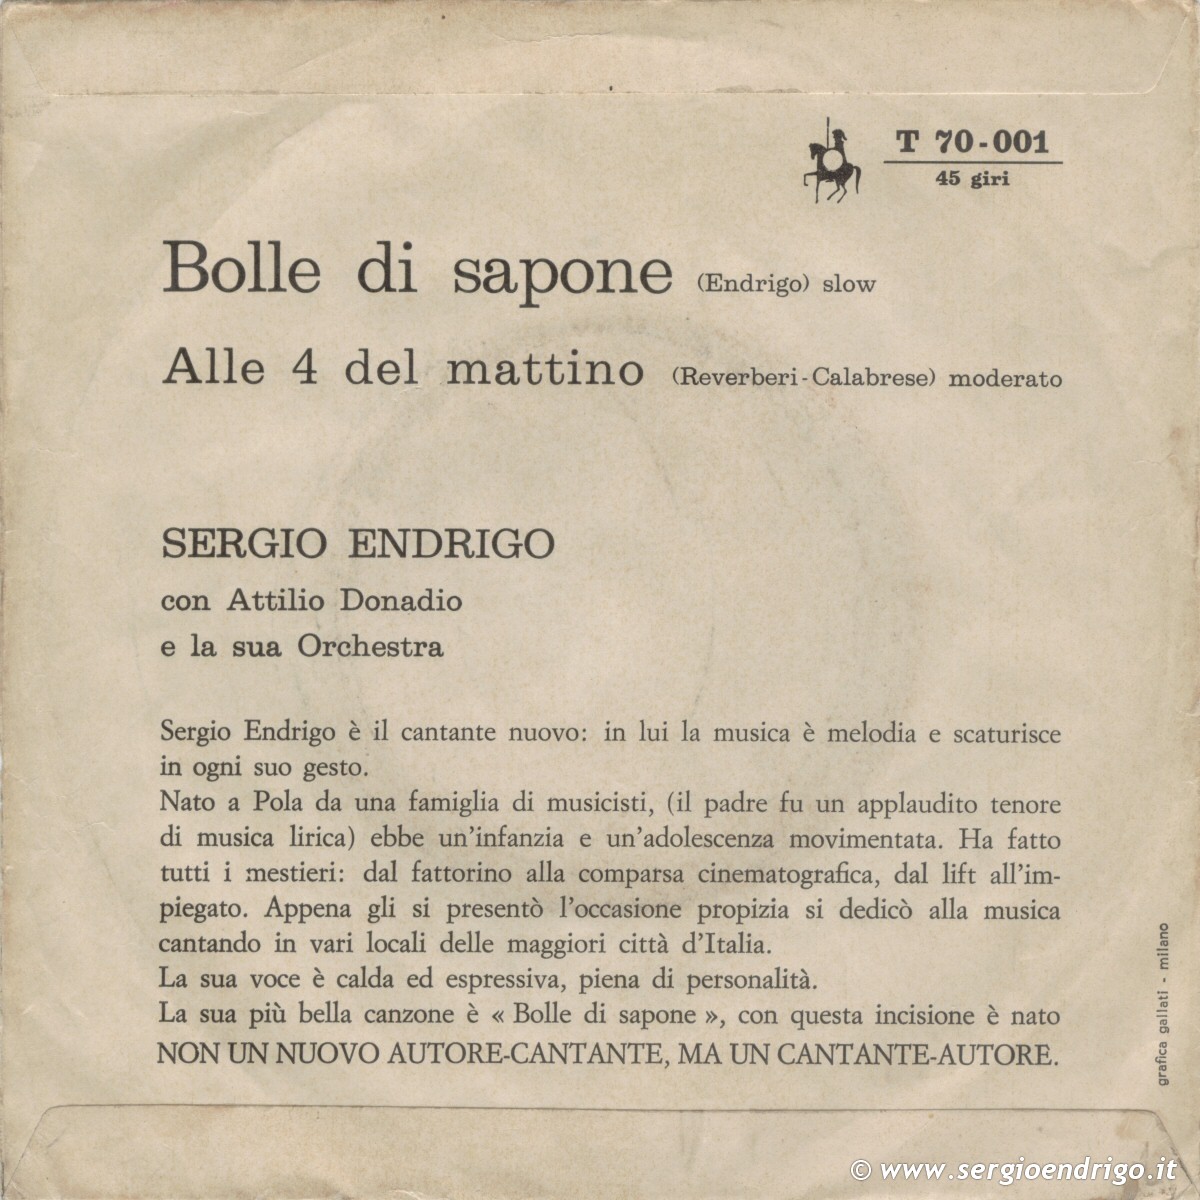 T 70-001
45 giri
Bolle di sapone (Endrigo) slow
Alle 4 del mattino (Reverberi-Calabrese) moderato
SERGIO ENDRIGO
con Attilio Donadio
e la sua Orchestra
Sergio Endrigo è il cantante nuovo: in lui la musica è melodia e scaturisce
in ogni suo gesto.
Nato a Pola da una famiglia di musicisti, (il padre fu un applaudito tenore
di musica lirica) ebbe un'infanzia e un'adolescenza movimentata. Ha fatto
tutti i mestieri: dal fattorino alla comparsa cinematografica, dal lift all'im-
piegato. Appena gli si presentò l'occasione propizia si dedicò alla musica
cantando in vari locali delle maggiori città d'Italia.
La sua voce è calda ed espressiva, piena di personalità.
La sua più bella canzone è « Bolle di sapone », con questa incisione è nato
NON UN NUOVO AUTORE-CANTANTE, MA UN CANTANTE-AUTORE.
grafica gallati - milano
© www.sergioendrigo.it